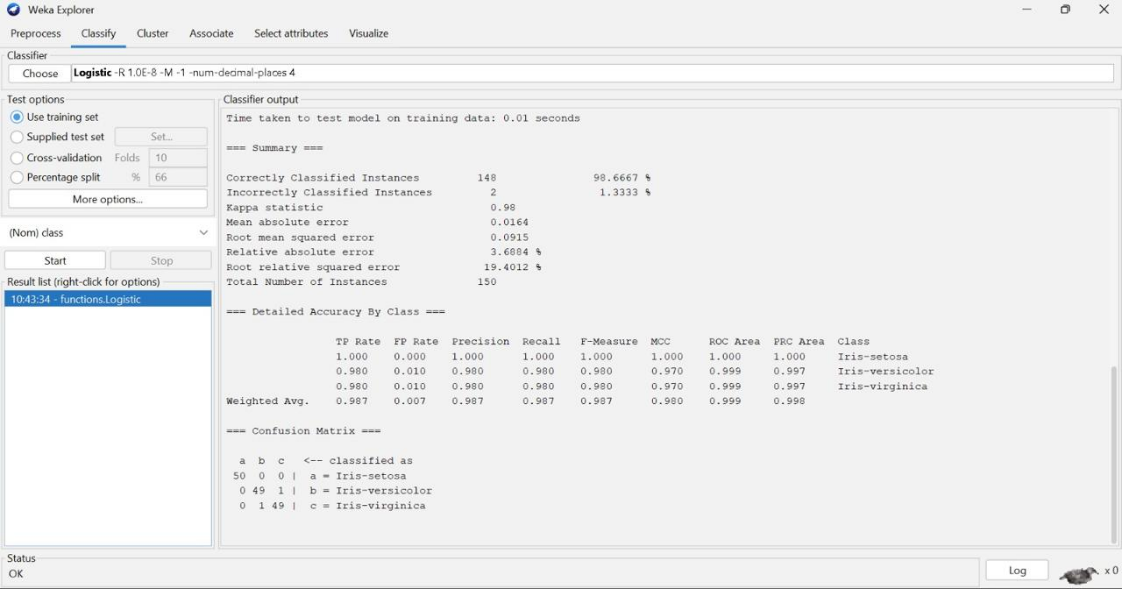 Weka Explorer
Preprocess Classify Cluster Associate Select attributes Visualize
Classifier
Choose Logistic -R 1.0E-8 -M -1 -num-decimal-places 4
Test options
Use training set
Supplied test set Set...
Cross-validation Folds 10
Percentage split % 66
More options...
(Nom) class
Start Stop
Result list (right-click for options)
10:43:34 - functions.Logistic
Classifier output
Time taken to test model on training data: 0.01 seconds
=== Summary ===
Correctly Classified Instances 148 98.6667 %
Incorrectly Classified Instances 2 1.3333 %
Kappa statistic 0.98
Mean absolute error 0.0164
Root mean squared error 0.0915
Relative absolute error 3.6884 %
Root relative squared error 19.4012 %
Total Number of Instances 150
=== Detailed Accuracy By Class ===
TP Rate FP Rate Precision Recall F-Measure MCC ROC Area PRC Area Class
1.000 0.000 1.000 1.000 1.000 1.000 1.000 1.000 Iris-setosa
0.980 0.010 0.980 0.980 0.980 0.970 0.999 0.997 Iris-versicolor
0.980 0.010 0.980 0.980 0.980 0.970 0.999 0.997 Iris-virginica
Weighted Avg. 0.987 0.007 0.987 0.987 0.987 0.980 0.999 0.998
=== Confusion Matrix ===
a b c <-- classified as
50 0 0 | a = Iris-setosa
0 49 1 | b = Iris-versicolor
0 1 49 | c = Iris-virginica
Status
OK
Log x 0